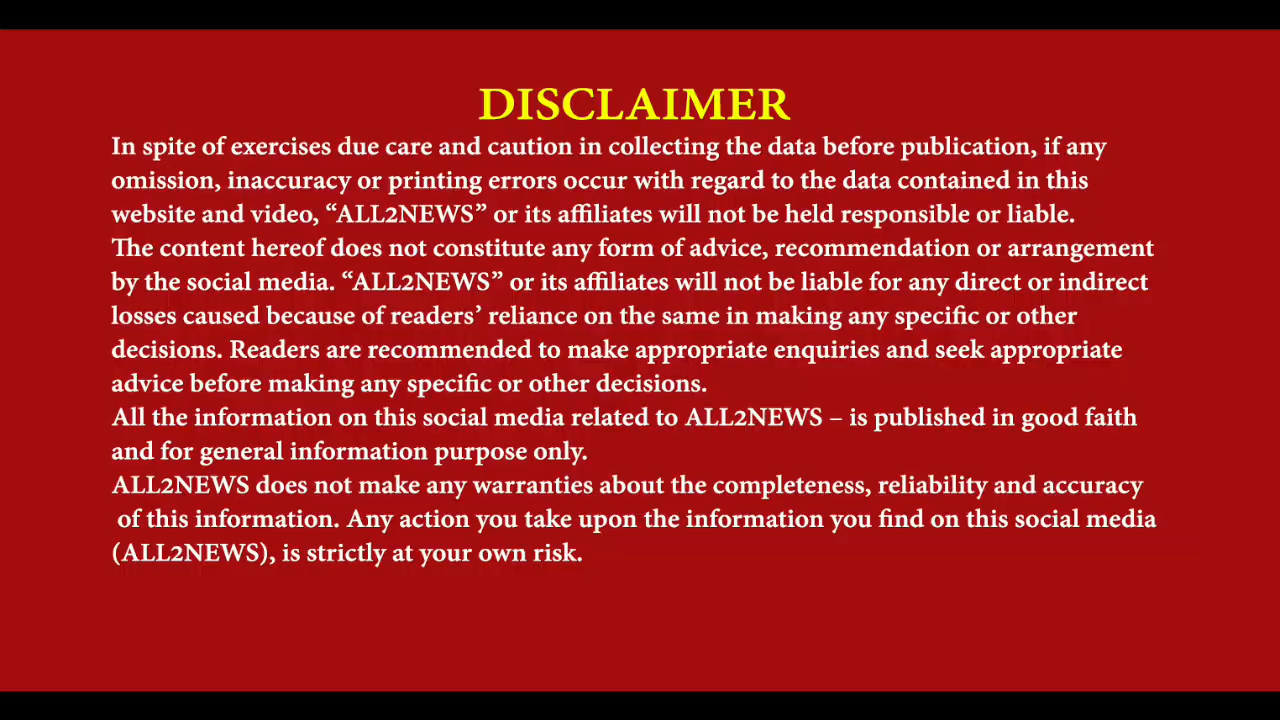 DISCLAIMER
In spite of exercises due care and caution in collecting the data before publication, if any
omission, inaccuracy or printing errors occur with regard to the data contained in this
website and video, “ALL2NEWS” or its affiliates will not be held responsible or liable.
The content hereof does not constitute any form of advice, recommendation or arrangement
by the social media. “ALL2NEWS” or its affiliates will not be liable for any direct or indirect
losses caused because of readers’ reliance on the same in making any specific or other
decisions. Readers are recommended to make appropriate enquiries and seek appropriate
advice before making any specific or other decisions.
All the information on this social media related to ALL2NEWS – is published in good faith
and for general information purpose only.
ALL2NEWS does not make any warranties about the completeness, reliability and accuracy
of this information. Any action you take upon the information you find on this social media
(ALL2NEWS), is strictly at your own risk.